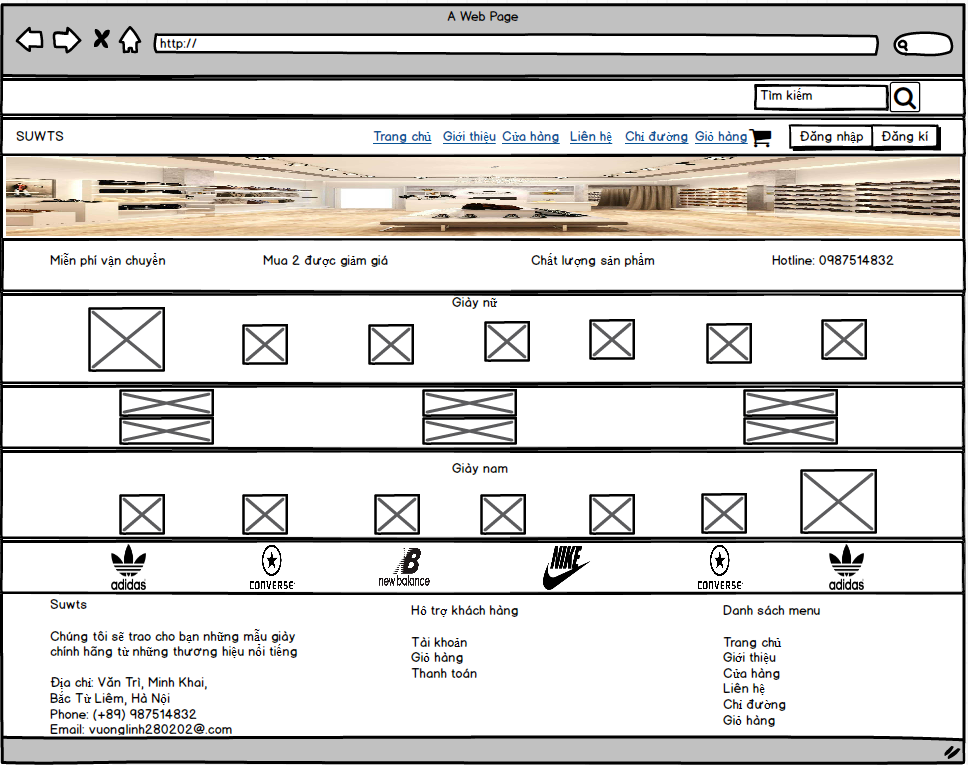 A Web Page
http://
Tìm kiếm
SUWTS
Trang chủ Giới thiệu Cửa hàng Liên hệ Chỉ đường Giỏ hàng Đăng nhập Đăng kí
Miễn phí vận chuyển Mua 2 được giảm giá Chất lượng sản phẩm Hotline: 0987514832
Giày nữ
Giày nam
adidas CONVERSE new balance NIKE CONVERSE adidas
Suwts
Chúng tôi sẽ trao cho bạn những mẫu giày
chính hãng từ những thương hiệu nổi tiếng
Địa chỉ: Văn Trì, Minh Khai,
Bắc Từ Liêm, Hà Nội
Phone: (+89) 987514832
Email: vuonglinh280202@.com
Hỗ trợ khách hàng
Tài khoản
Giỏ hàng
Thanh toán
Danh sách menu
Trang chủ
Giới thiệu
Cửa hàng
Liên hệ
Chỉ đường
Giỏ hàng